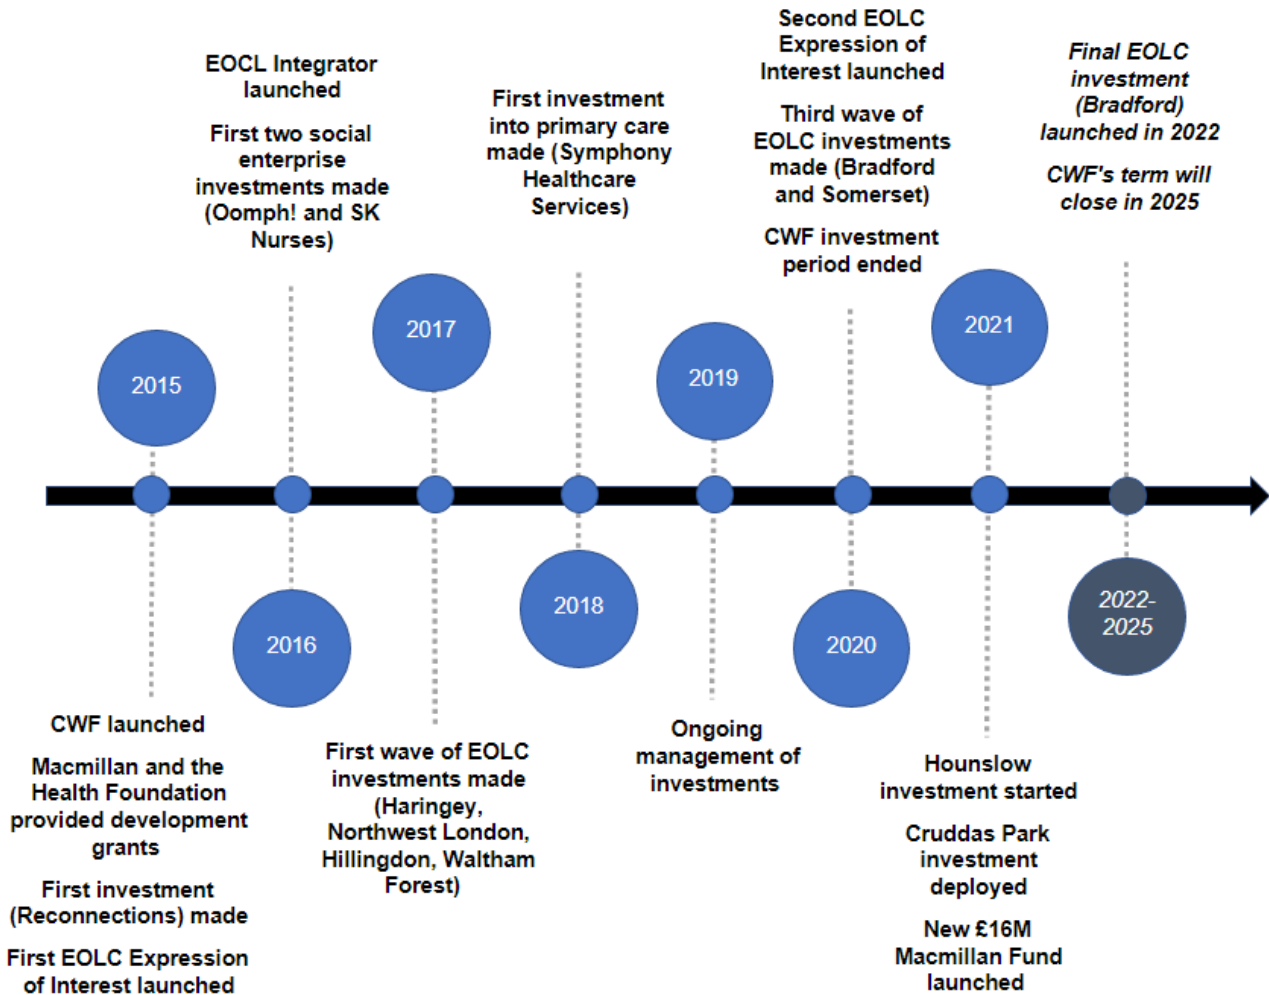 2015
CWF launched
Macmillan and the
Health Foundation
provided development
grants
First investment
(Reconnections) made
First EOLC Expression
of Interest launched
EOCL Integrator
launched
First two social
enterprise
investments made
(Oomph! and SK
Nurses)
2016
2017
First wave of EOLC
investments made
(Haringey,
Northwest London,
Hillingdon, Waltham
Forest)
First investment
into primary care
made (Symphony
Healthcare
Services)
2018
2019
Ongoing
management of
investments
Second EOLC
Expression of
Interest launched
Third wave of
EOLC investments
made (Bradford
and Somerset)
CWF investment
period ended
2020
2021
Hounslow
investment started
Cruddas Park
investment
deployed
New £16M
Macmillan Fund
launched
Final EOLC
investment
(Bradford)
launched in 2022
CWF's term will
close in 2025
2022-
2025